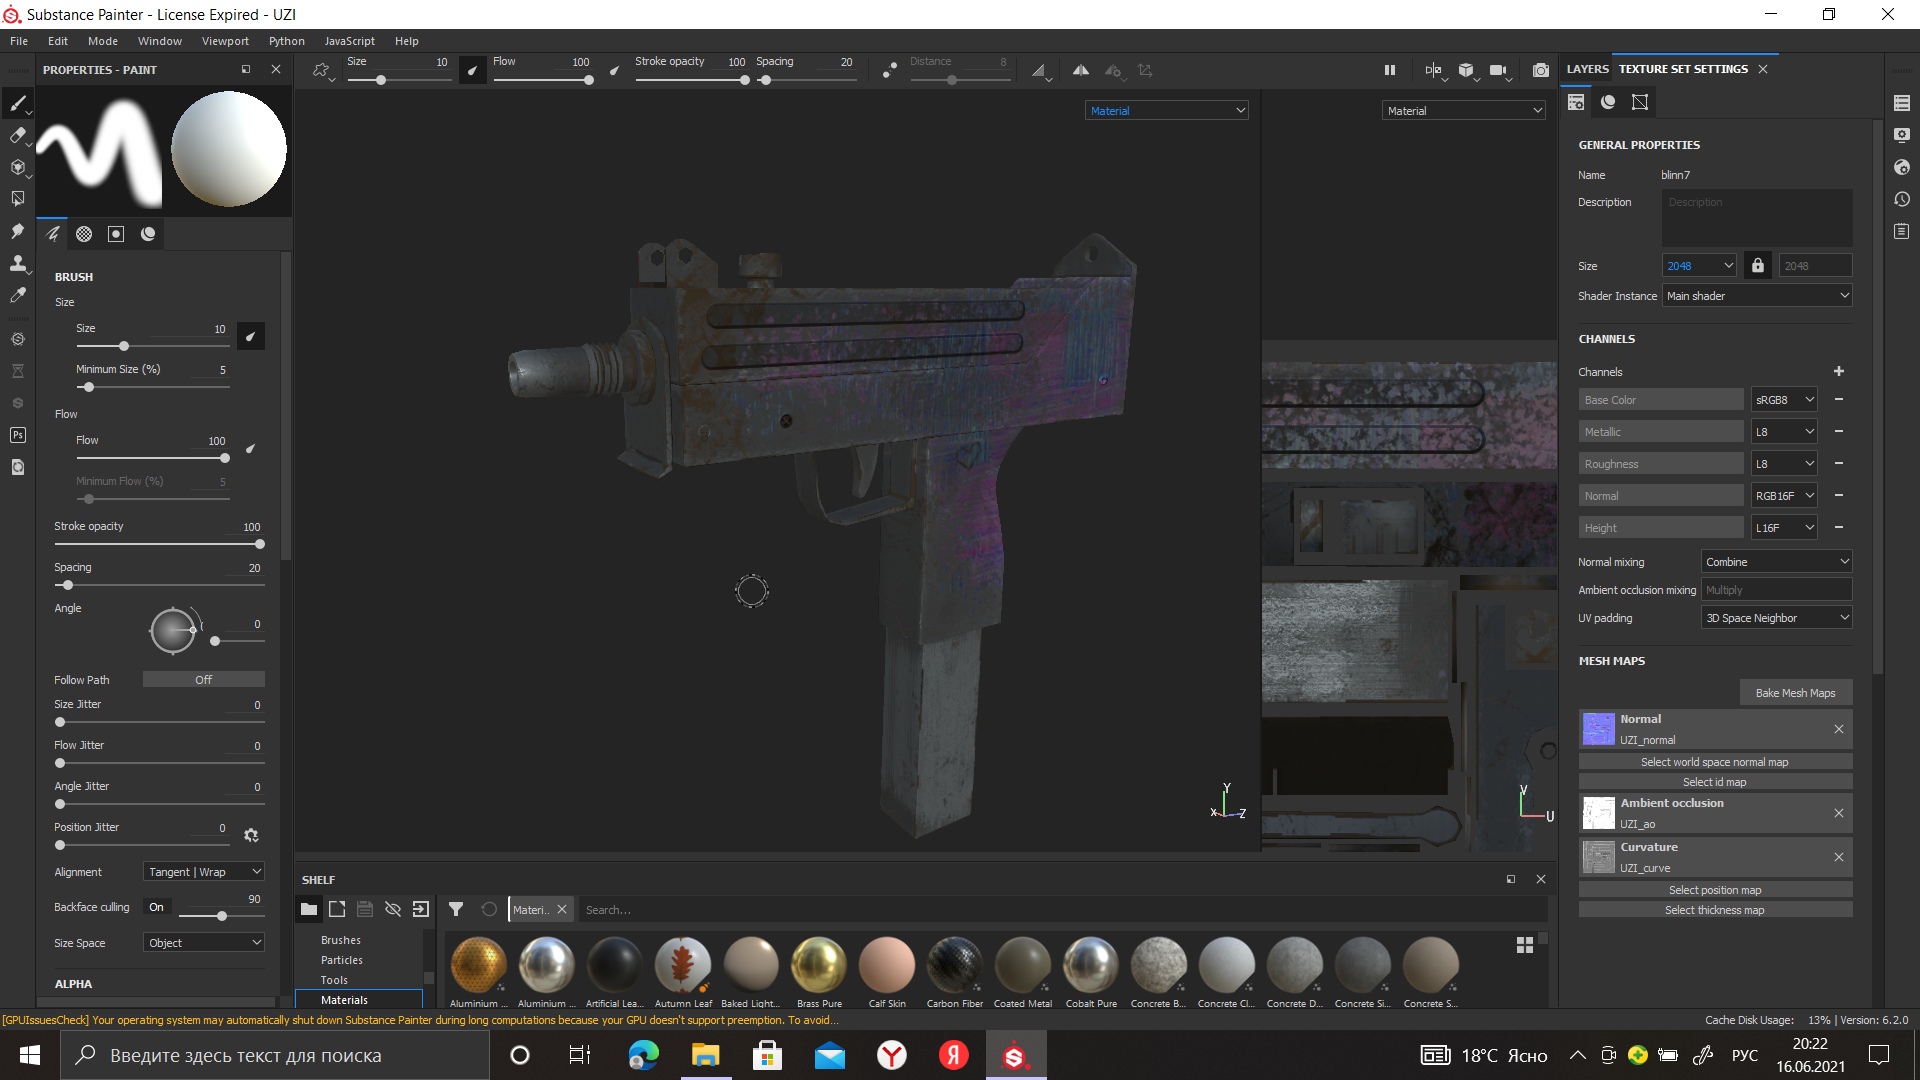 Substance Painter - License Expired - UZI
File Edit Mode Window Viewport Python JavaScript Help
PROPERTIES - PAINT
Size 10 Flow 100 Stroke opacity 100 Spacing 20 Distance 8
LAYERS TEXTURE SET SETTINGS
Material
Material
BRUSH
Size
Size 10
Minimum Size (%) 5
Flow
Flow 100
Minimum Flow (%) 5
Stroke opacity 100
Spacing 20
Angle
0
Follow Path Off
Size Jitter 0
Flow Jitter 0
Angle Jitter 0
Position Jitter 0
Alignment Tangent | Wrap
Backface culling On 90
Size Space Object
ALPHA
Ps
Y
X Z
V
U
GENERAL PROPERTIES
Name blinn7
Description Description
Size 2048 2048
Shader Instance Main shader
CHANNELS
Channels
Base Color sRGB8
Metallic L8
Roughness L8
Normal RGB16F
Height L16F
Normal mixing Combine
Ambient occlusion mixing Multiply
UV padding 3D Space Neighbor
MESH MAPS
Bake Mesh Maps
Normal
UZI_normal
Select world space normal map
Select id map
Ambient occlusion
UZI_ao
Curvature
UZI_curve
Select position map
Select thickness map
SHELF
Materi.. Search...
Brushes
Particles
Tools
Materials
Aluminium ... Aluminium ... Artificial Lea... Autumn Leaf Baked Light... Brass Pure Calf Skin Carbon Fiber Coated Metal Cobalt Pure Concrete B... Concrete Cl... Concrete D... Concrete Si... Concrete S...
[GPUIssuesCheck] Your operating system may automatically shut down Substance Painter during long computations because your GPU doesn't support preemption. To avoid...
Cache Disk Usage: 13% | Version: 6.2.0
Введите здесь текст для поиска
Y
Я
18°C Ясно
РУС
20:22
16.06.2021